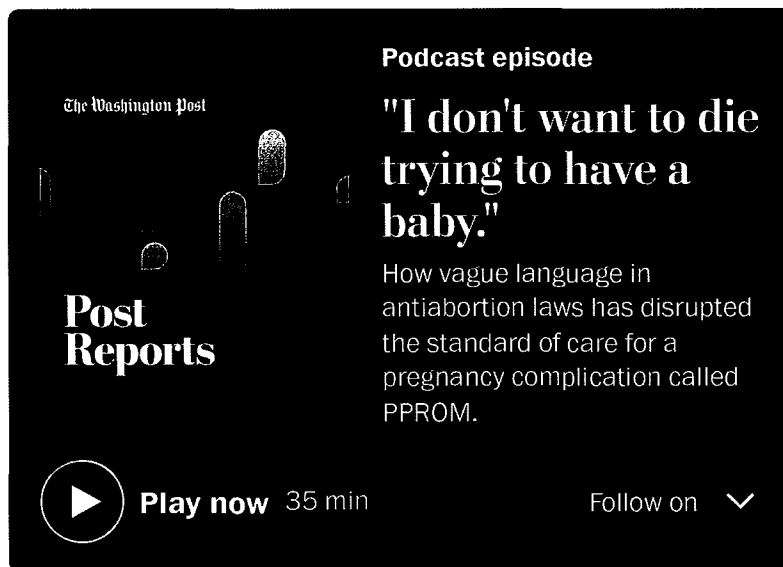 The Washington Post
Post
Reports
Podcast episode
"I don't want to die
trying to have a
baby."
How vague language in
antiabortion laws has disrupted
the standard of care for a
pregnancy complication called
PPROM.
Play now 35 min
Follow on